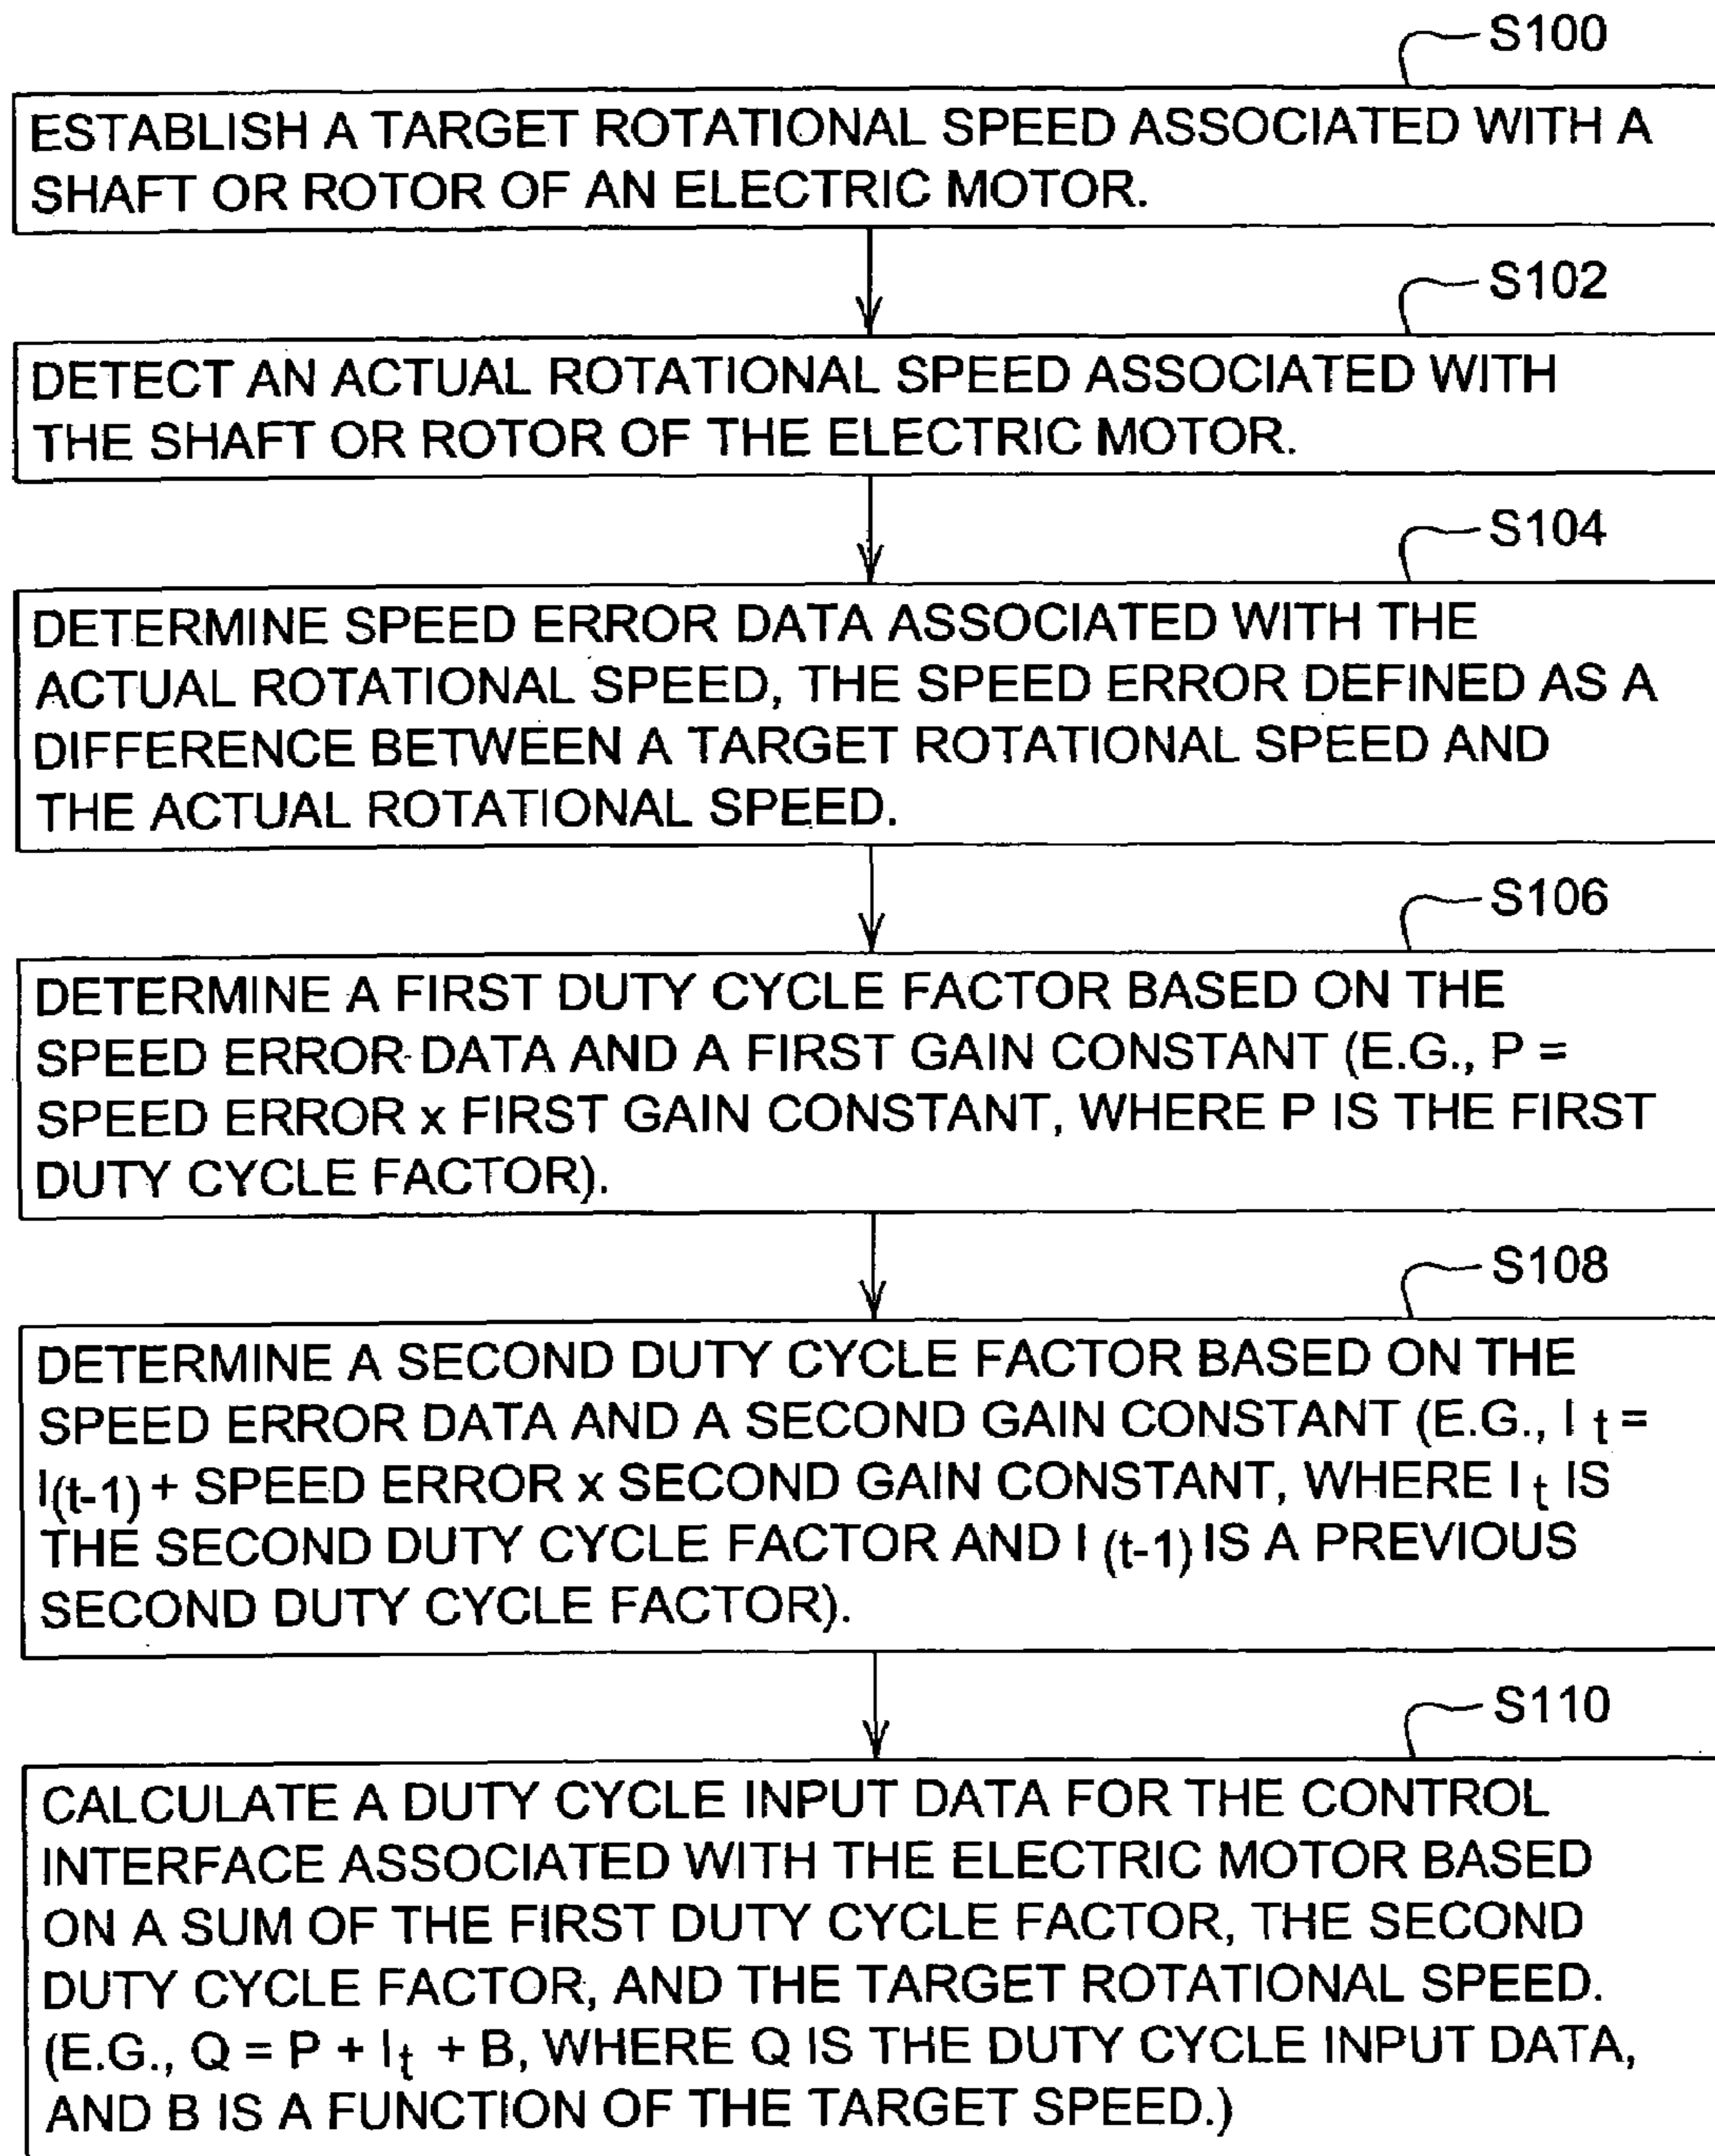 S100
ESTABLISH A TARGET ROTATIONAL SPEED ASSOCIATED WITH A
SHAFT OR ROTOR OF AN ELECTRIC MOTOR.
S102
DETECT AN ACTUAL ROTATIONAL SPEED ASSOCIATED WITH
THE SHAFT OR ROTOR OF THE ELECTRIC MOTOR.
S104
DETERMINE SPEED ERROR DATA ASSOCIATED WITH THE
ACTUAL ROTATIONAL SPEED, THE SPEED ERROR DEFINED AS A
DIFFERENCE BETWEEN A TARGET ROTATIONAL SPEED AND
THE ACTUAL ROTATIONAL SPEED.
S106
DETERMINE A FIRST DUTY CYCLE FACTOR BASED ON THE
SPEED ERROR DATA AND A FIRST GAIN CONSTANT (E.G., P =
SPEED ERROR x FIRST GAIN CONSTANT, WHERE P IS THE FIRST
DUTY CYCLE FACTOR).
S108
DETERMINE A SECOND DUTY CYCLE FACTOR BASED ON THE
SPEED ERROR DATA AND A SECOND GAIN CONSTANT (E.G., I t =
I(t-1) + SPEED ERROR x SECOND GAIN CONSTANT, WHERE I t IS
THE SECOND DUTY CYCLE FACTOR AND I (t-1) IS A PREVIOUS
SECOND DUTY CYCLE FACTOR).
S110
CALCULATE A DUTY CYCLE INPUT DATA FOR THE CONTROL
INTERFACE ASSOCIATED WITH THE ELECTRIC MOTOR BASED
ON A SUM OF THE FIRST DUTY CYCLE FACTOR, THE SECOND
DUTY CYCLE FACTOR, AND THE TARGET ROTATIONAL SPEED.
(E.G., Q = P + It + B, WHERE Q IS THE DUTY CYCLE INPUT DATA,
AND B IS A FUNCTION OF THE TARGET SPEED.)